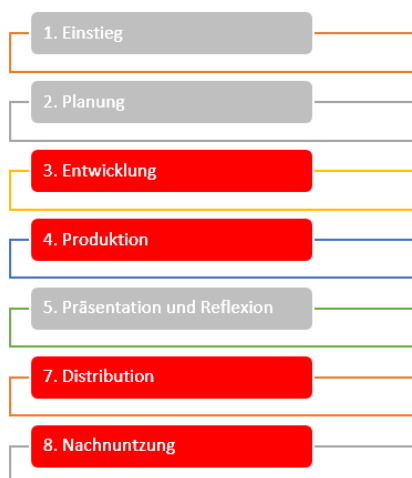 1. Einstieg
2. Planung
3. Entwicklung
4. Produktion
5. Präsentation und Reflexion
7. Distribution
8. Nachnuntzung